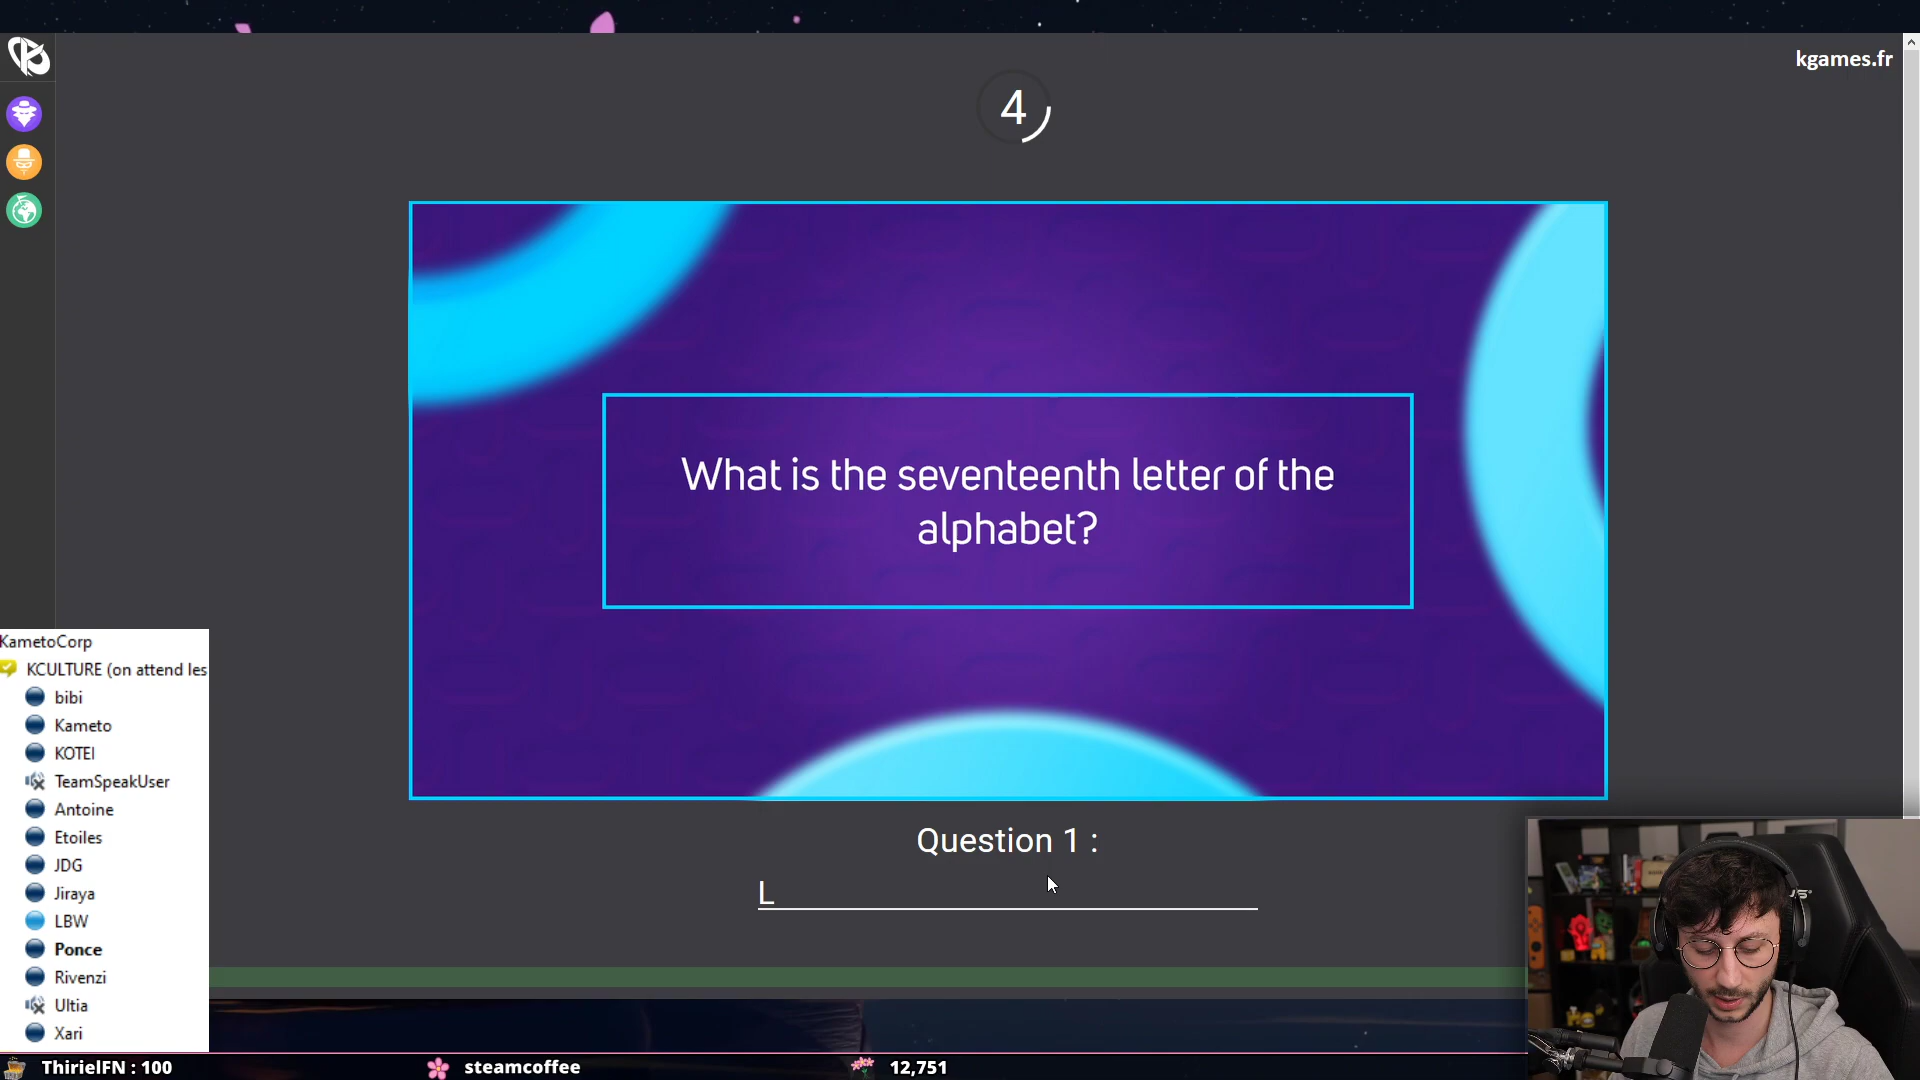 kgames.fr
4
What is the seventeenth letter of the
alphabet?
Question 1 :
L
KametoCorp
KCULTURE (on attend les
bibi
Kameto
KOTEI
TeamSpeakUser
Antoine
Etoiles
JDG
Jiraya
LBW
Ponce
Rivenzi
Ultia
Xari
ThirielFN : 100
steamcoffee
12,751